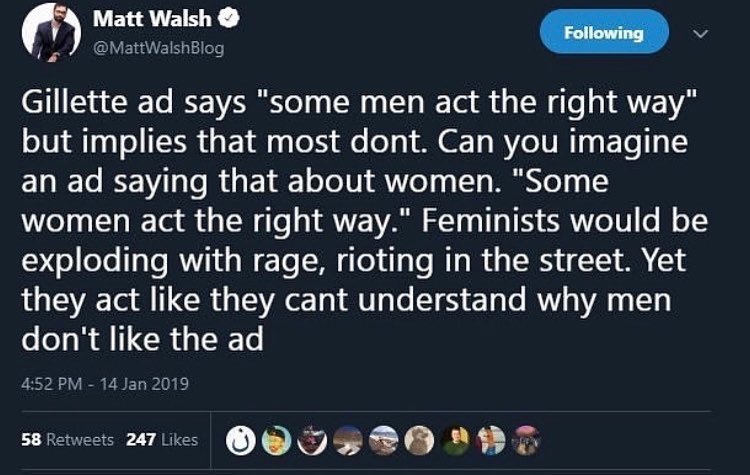 Matt Walsh
@MattWalshBlog
Following
Gillette ad says "some men act the right way"
but implies that most dont. Can you imagine
an ad saying that about women. "Some
women act the right way." Feminists would be
exploding with rage, rioting in the street. Yet
they act like they cant understand why men
don't like the ad
4:52 PM - 14 Jan 2019
58 Retweets 247 Likes